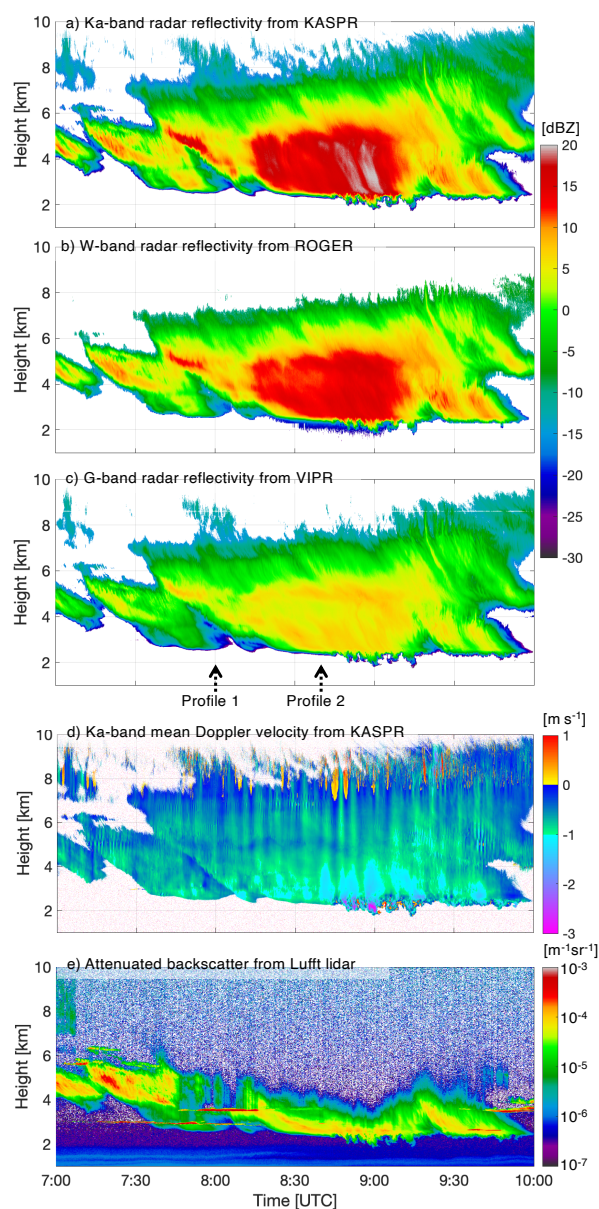 a) Ka-band radar reflectivity from KASPR
10
8
6
4
2
Height [km]
[dBZ]
20
15
10
5
0
-5
-10
-15
-20
-25
-30
b) W-band radar reflectivity from ROGER
10
8
6
4
2
Height [km]
c) G-band radar reflectivity from VIPR
10
8
6
4
2
Height [km]
Profile 1 Profile 2
d) Ka-band mean Doppler velocity from KASPR
10
8
6
4
2
Height [km]
[m s⁻¹]
1
0
-1
-2
-3
e) Attenuated backscatter from Lufft lidar
10
8
6
4
2
Height [km]
[m⁻¹sr⁻¹]
10⁻³
10⁻⁴
10⁻⁵
10⁻⁶
10⁻⁷
7:00 7:30 8:00 8:30 9:00 9:30 10:00
Time [UTC]